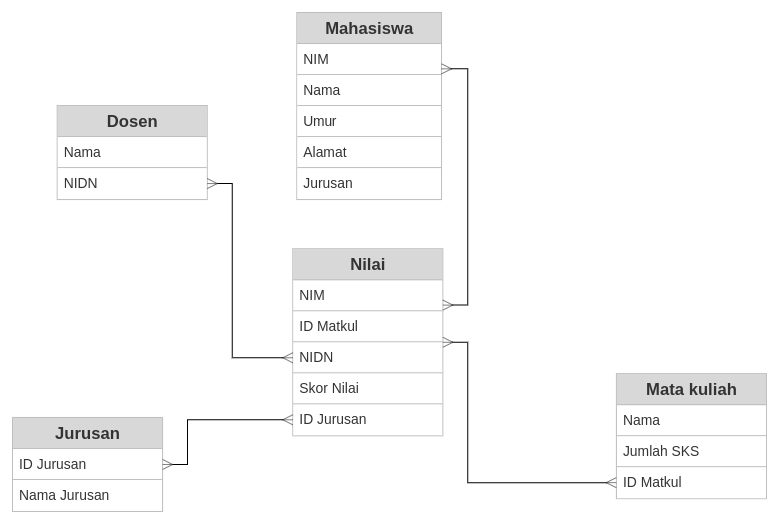 Mahasiswa
NIM
Nama
Umur
Alamat
Jurusan
Dosen
Nama
NIDN
Nilai
NIM
ID Matkul
NIDN
Skor Nilai
ID Jurusan
Mata kuliah
Nama
Jumlah SKS
ID Matkul
Jurusan
ID Jurusan
Nama Jurusan